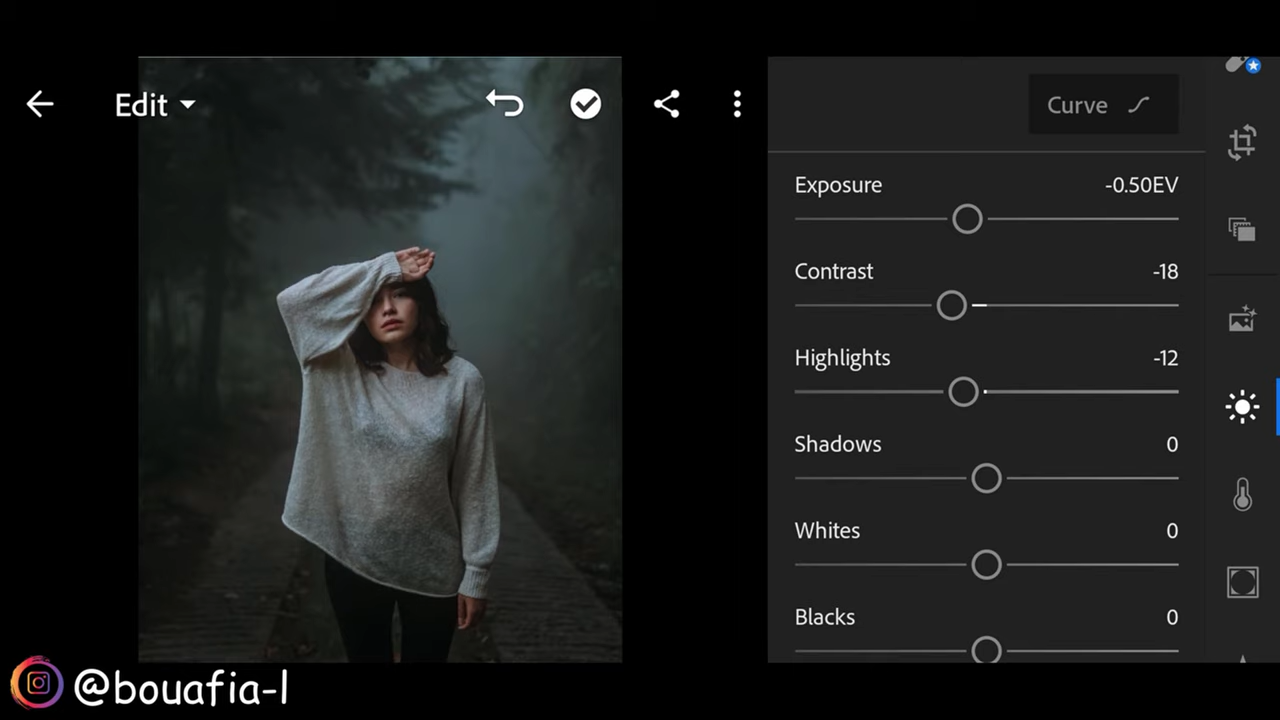 Edit
Curve
Exposure -0.50EV
Contrast -18
Highlights -12
Shadows 0
Whites 0
Blacks 0
@bouafia-l